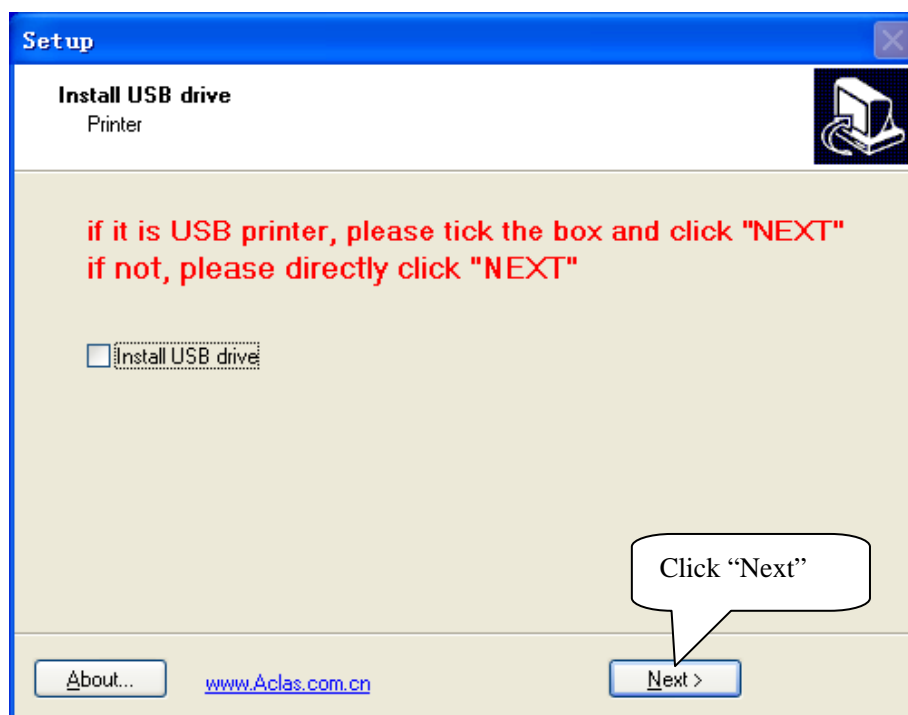 Setup
Install USB drive
Printer
if it is USB printer, please tick the box and click "NEXT"
if not, please directly click "NEXT"
Install USB drive
Click “Next”
About...
www.Aclas.com.cn
Next >